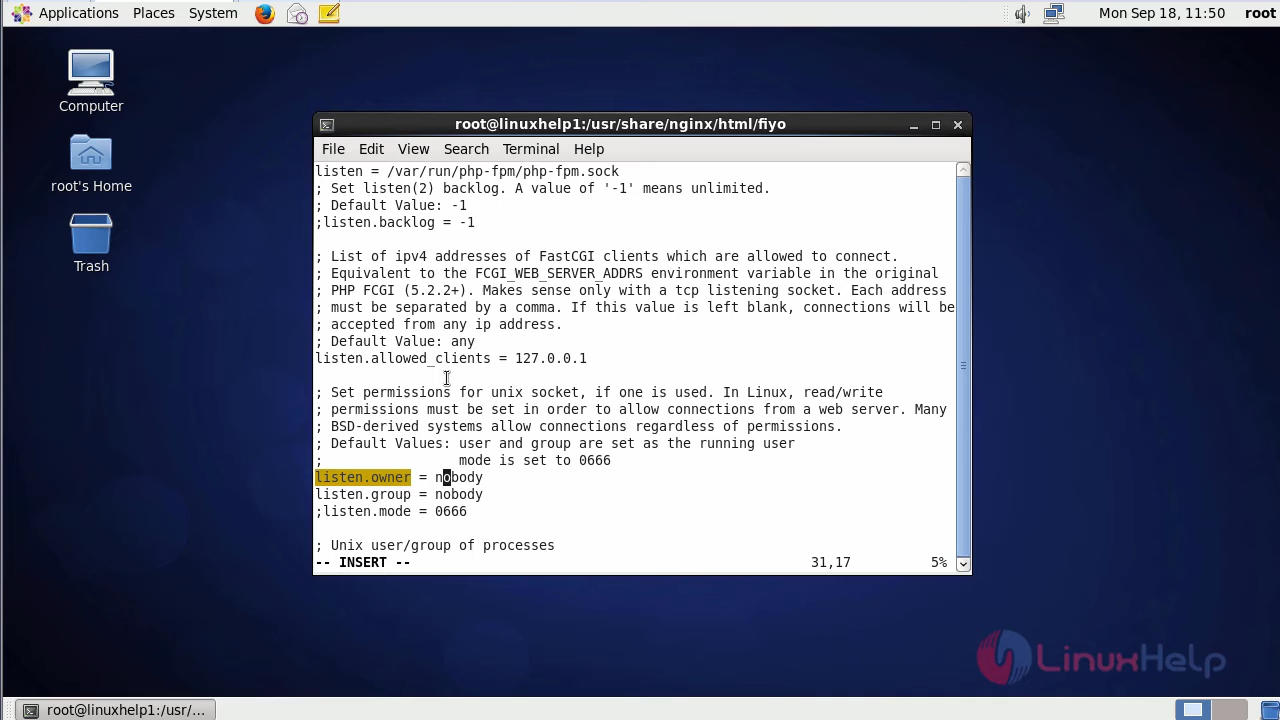 Applications Places System Mon Sep 18, 11:50 root
Computer
root's Home
Trash
root@linuxhelp1:/usr/share/nginx/html/fiyo
File Edit View Search Terminal Help
listen = /var/run/php-fpm/php-fpm.sock
; Set listen(2) backlog. A value of '-1' means unlimited.
; Default Value: -1
;listen.backlog = -1
; List of ipv4 addresses of FastCGI clients which are allowed to connect.
; Equivalent to the FCGI_WEB_SERVER_ADDRS environment variable in the original
; PHP FCGI (5.2.2+). Makes sense only with a tcp listening socket. Each address
; must be separated by a comma. If this value is left blank, connections will be
; accepted from any ip address.
; Default Value: any
listen.allowed_clients = 127.0.0.1
; Set permissions for unix socket, if one is used. In Linux, read/write
; permissions must be set in order to allow connections from a web server. Many
; BSD-derived systems allow connections regardless of permissions.
; Default Values: user and group are set as the running user
;                 mode is set to 0666
listen.owner = nobody
listen.group = nobody
;listen.mode = 0666
; Unix user/group of processes
-- INSERT -- 31,17 5%
LinuxHelp
root@linuxhelp1:/usr/...